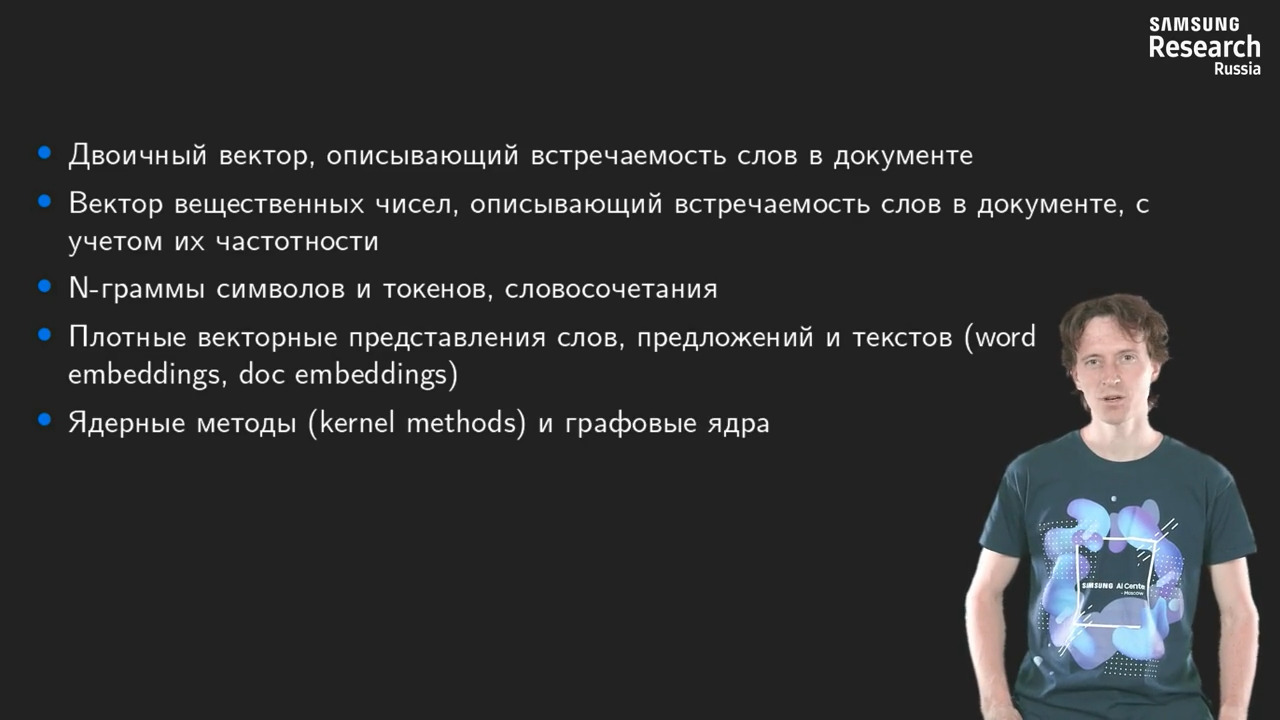 SAMSUNG
Research
Russia
Двоичный вектор, описывающий встречаемость слов в документе
Вектор вещественных чисел, описывающий встречаемость слов в документе, с
учетом их частотности
N-граммы символов и токенов, словосочетания
Плотные векторные представления слов, предложений и текстов (word
embeddings, doc embeddings)
Ядерные методы (kernel methods) и графовые ядра
SAMSUNG AI Cente
- Moscow